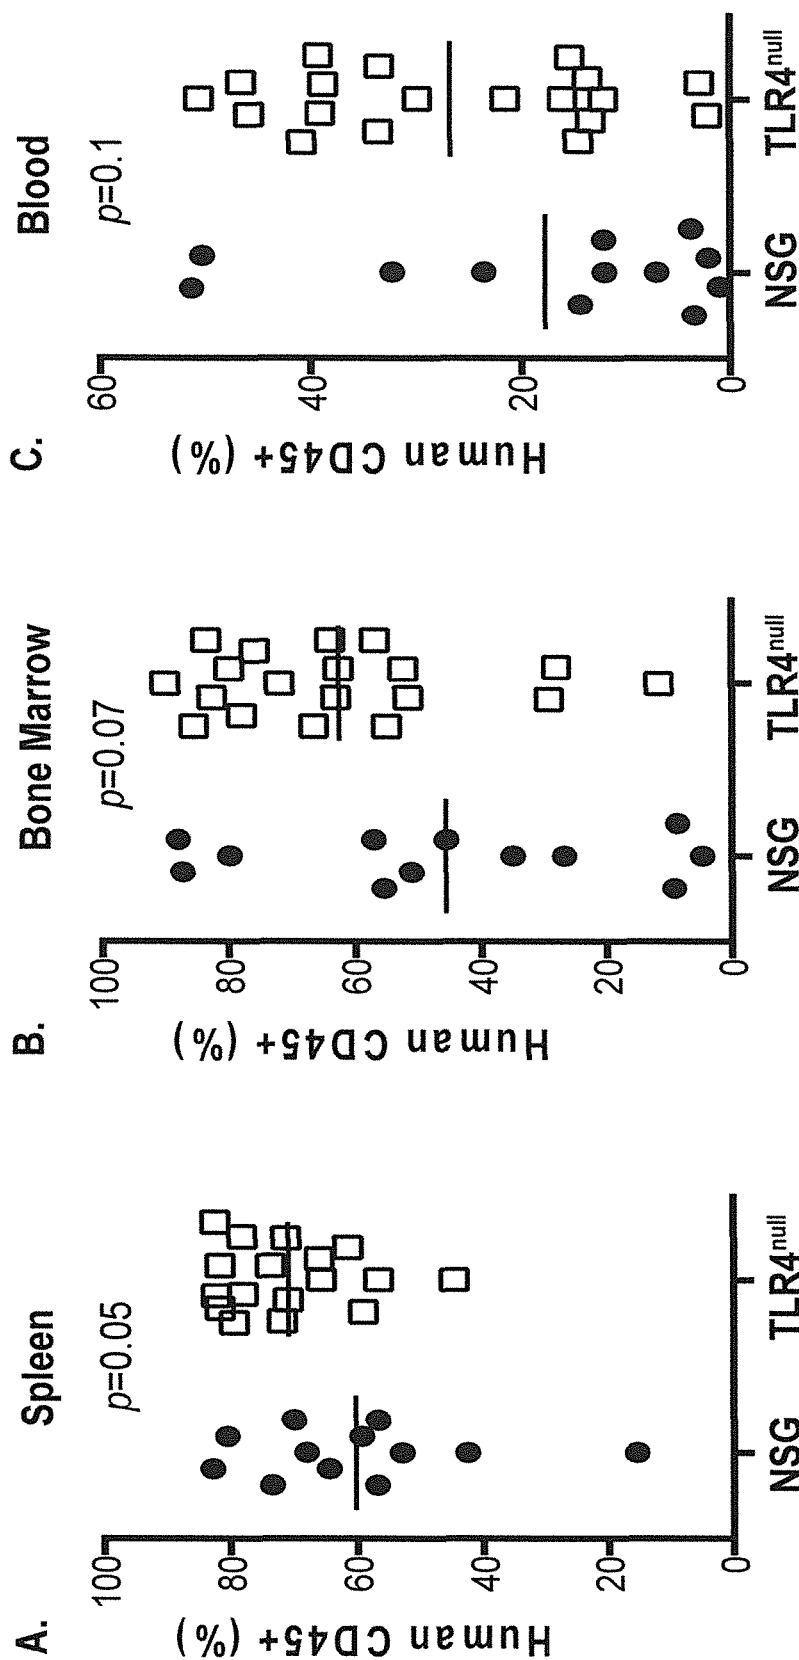 A.
Spleen
p=0.05
Human CD45+ (%)
100
80
60
40
20
0
NSG
TLR4null
B.
Bone Marrow
p=0.07
Human CD45+ (%)
100
80
60
40
20
0
NSG
TLR4null
C.
Blood
p=0.1
Human CD45+ (%)
60
40
20
0
NSG
TLR4null